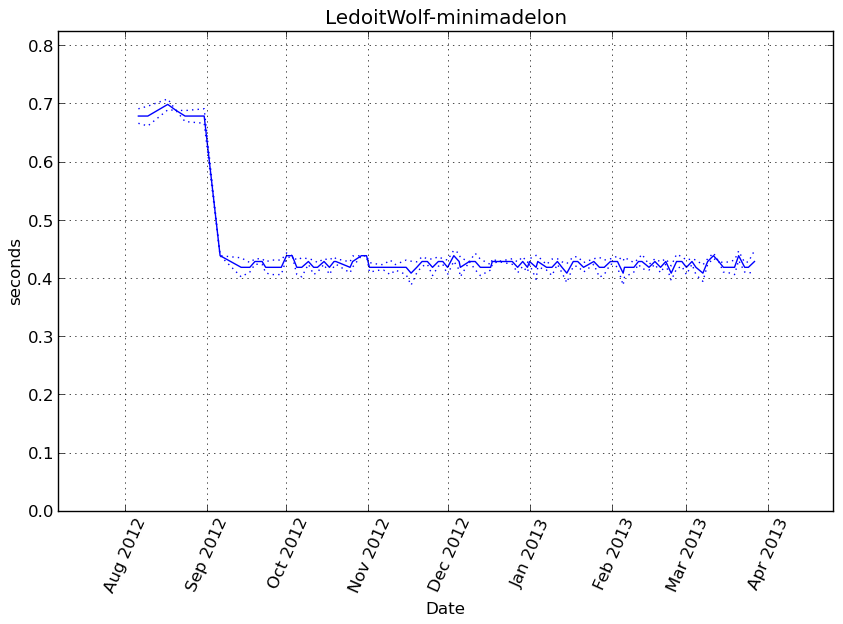 LedoitWolf-minimadelon
0.8
0.7
0.6
0.5
0.4
0.3
0.2
0.1
0.0
seconds
Aug 2012
Sep 2012
Oct 2012
Nov 2012
Dec 2012
Jan 2013
Feb 2013
Mar 2013
Apr 2013
Date